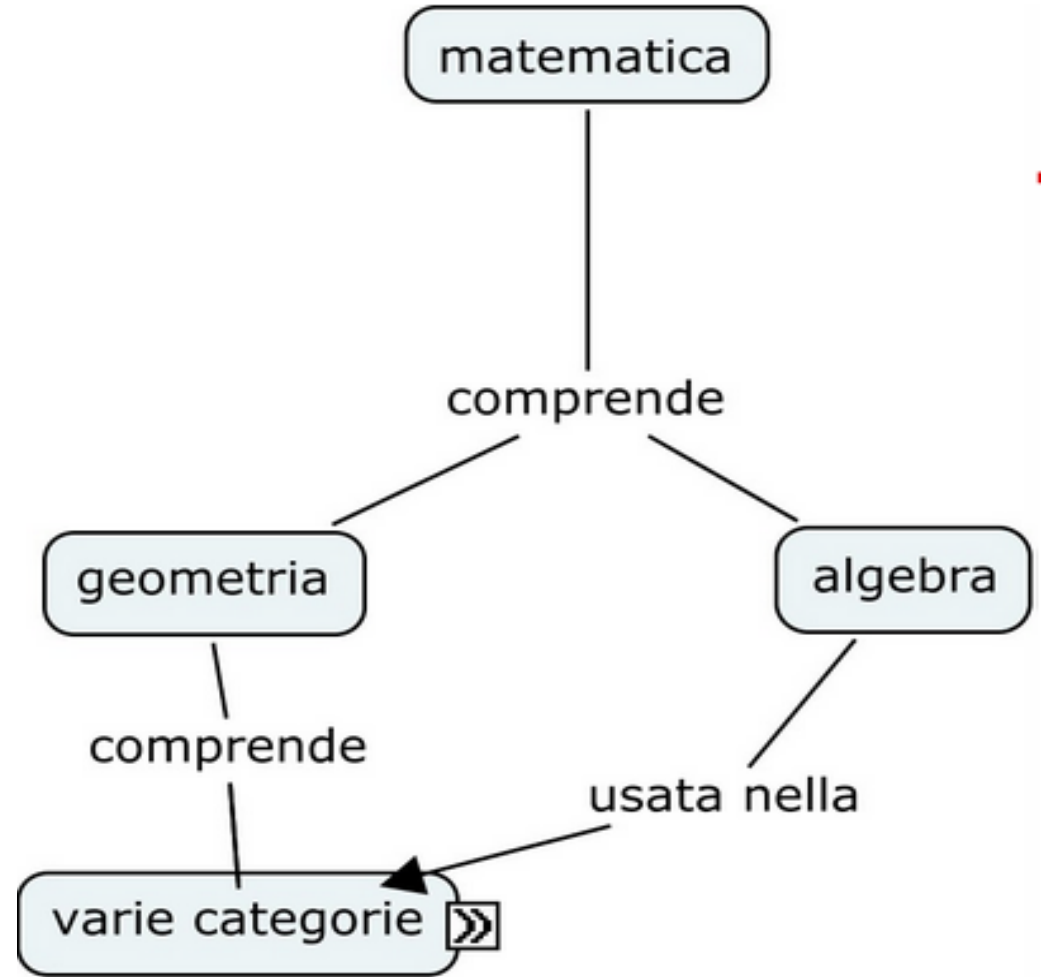 matematica
comprende
geometria
algebra
comprende
usata nella
varie categorie